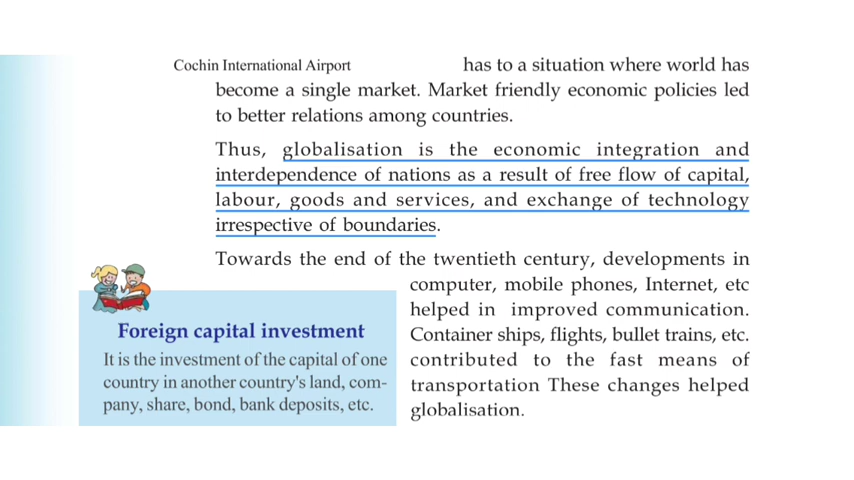 Cochin International Airport
has to a situation where world has
become a single market. Market friendly economic policies led
to better relations among countries.
Thus, globalisation is the economic integration and
interdependence of nations as a result of free flow of capital,
labour, goods and services, and exchange of technology
irrespective of boundaries.
Towards the end of the twentieth century, developments in
computer, mobile phones, Internet, etc
helped in improved communication.
Container ships, flights, bullet trains, etc.
contributed to the fast means of
transportation These changes helped
globalisation.
Foreign capital investment
It is the investment of the capital of one
country in another country's land, com-
pany, share, bond, bank deposits, etc.